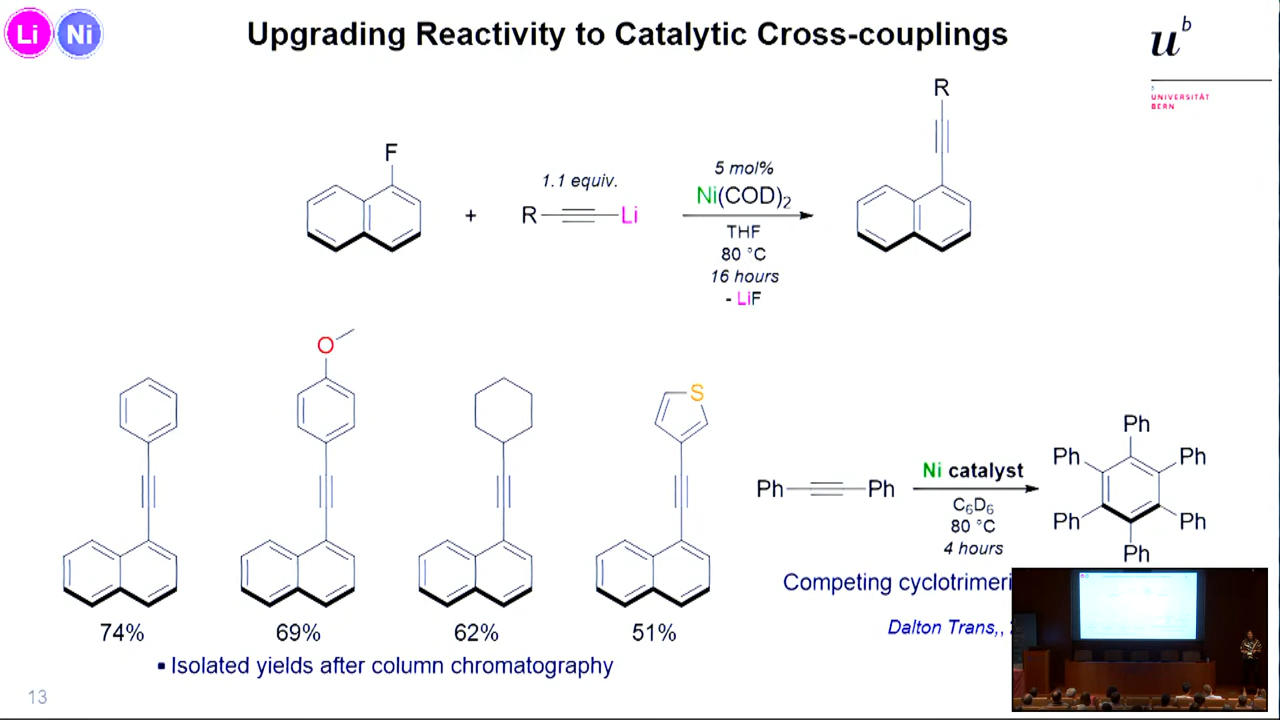 Li Ni
Upgrading Reactivity to Catalytic Cross-couplings
u^b
UNIVERSITÄT
BERN
F
+
1.1 equiv.
R Li
5 mol%
Ni(COD)₂
THF
80 °C
16 hours
- LiF
R
O
S
74%
69%
62%
51%
▪ Isolated yields after column chromatography
Ph Ph
Ni catalyst
C₆D₆
80 °C
4 hours
Ph
Ph Ph
Ph Ph
Ph
Competing
Dalton Trans,,
13